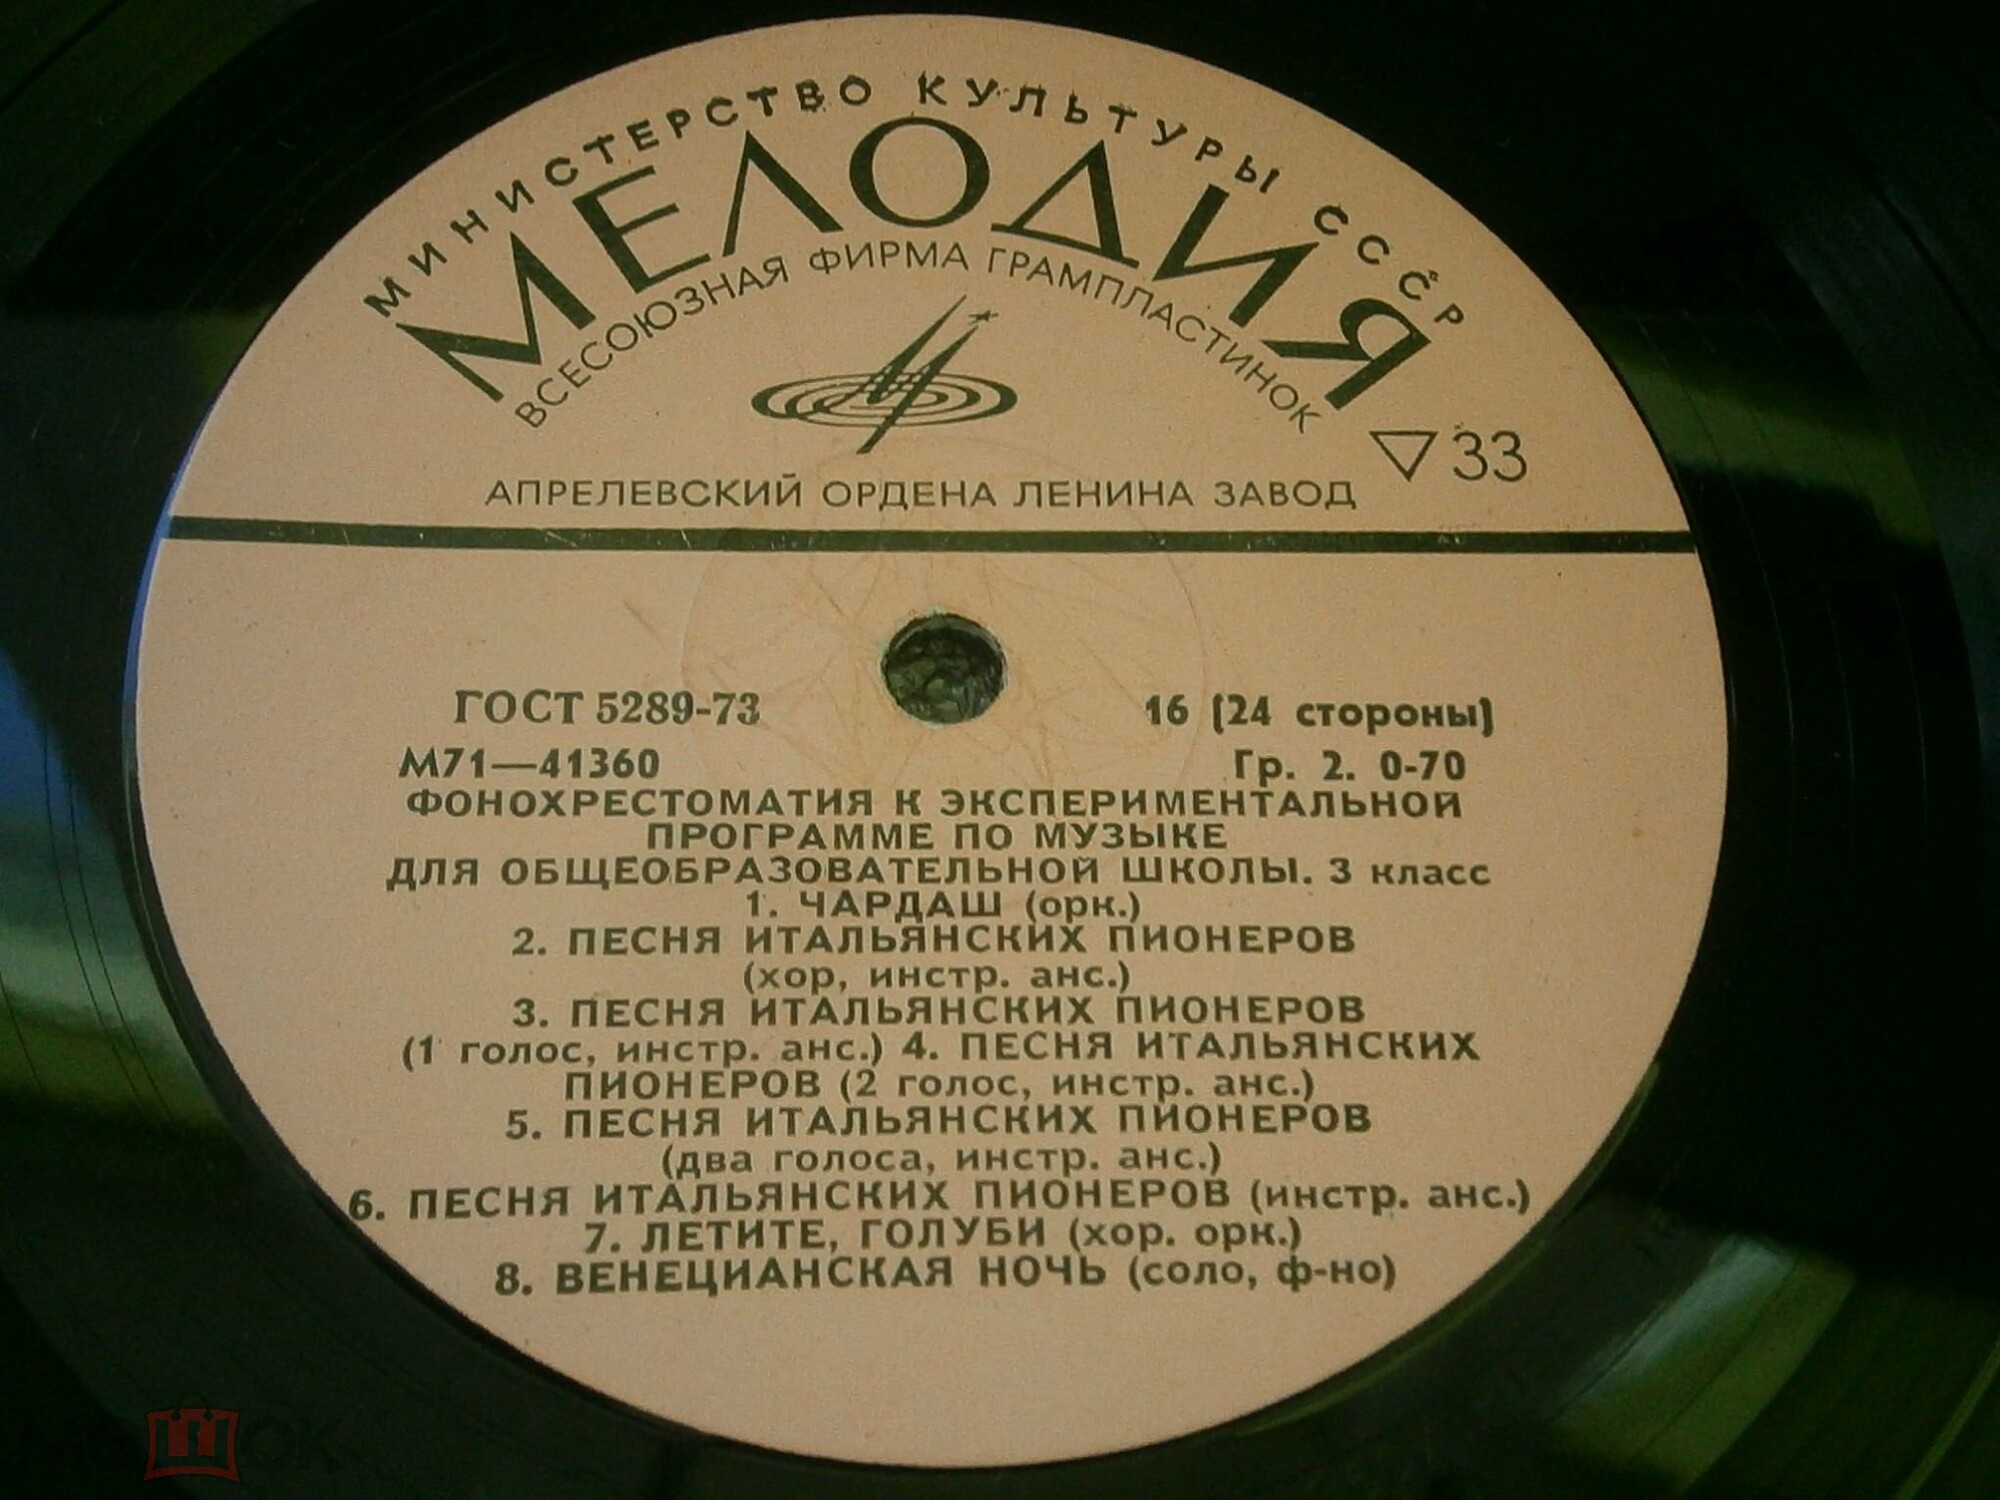 МИНИСТЕРСТВО КУЛЬТУРЫ СССР
МЕЛОДИЯ
ВСЕСОЮЗНАЯ ФИРМА ГРАМПЛАСТИНОК
▽33
АПРЕЛЕВСКИЙ ОРДЕНА ЛЕНИНА ЗАВОД
ГОСТ 5289-73 16 (24 стороны)
М71—41360 Гр. 2. 0-70
ФОНОХРЕСТОМАТИЯ К ЭКСПЕРИМЕНТАЛЬНОЙ
ПРОГРАММЕ ПО МУЗЫКЕ
ДЛЯ ОБЩЕОБРАЗОВАТЕЛЬНОЙ ШКОЛЫ. 3 класс
1. ЧАРДАШ (орк.)
2. ПЕСНЯ ИТАЛЬЯНСКИХ ПИОНЕРОВ
(хор, инстр. анс.)
3. ПЕСНЯ ИТАЛЬЯНСКИХ ПИОНЕРОВ
(1 голос, инстр. анс.) 4. ПЕСНЯ ИТАЛЬЯНСКИХ
ПИОНЕРОВ (2 голос, инстр. анс.)
5. ПЕСНЯ ИТАЛЬЯНСКИХ ПИОНЕРОВ
(два голоса, инстр. анс.)
6. ПЕСНЯ ИТАЛЬЯНСКИХ ПИОНЕРОВ (инстр. анс.)
7. ЛЕТИТЕ, ГОЛУБИ (хор. орк.)
8. ВЕНЕЦИАНСКАЯ НОЧЬ (соло, ф-но)
мешок